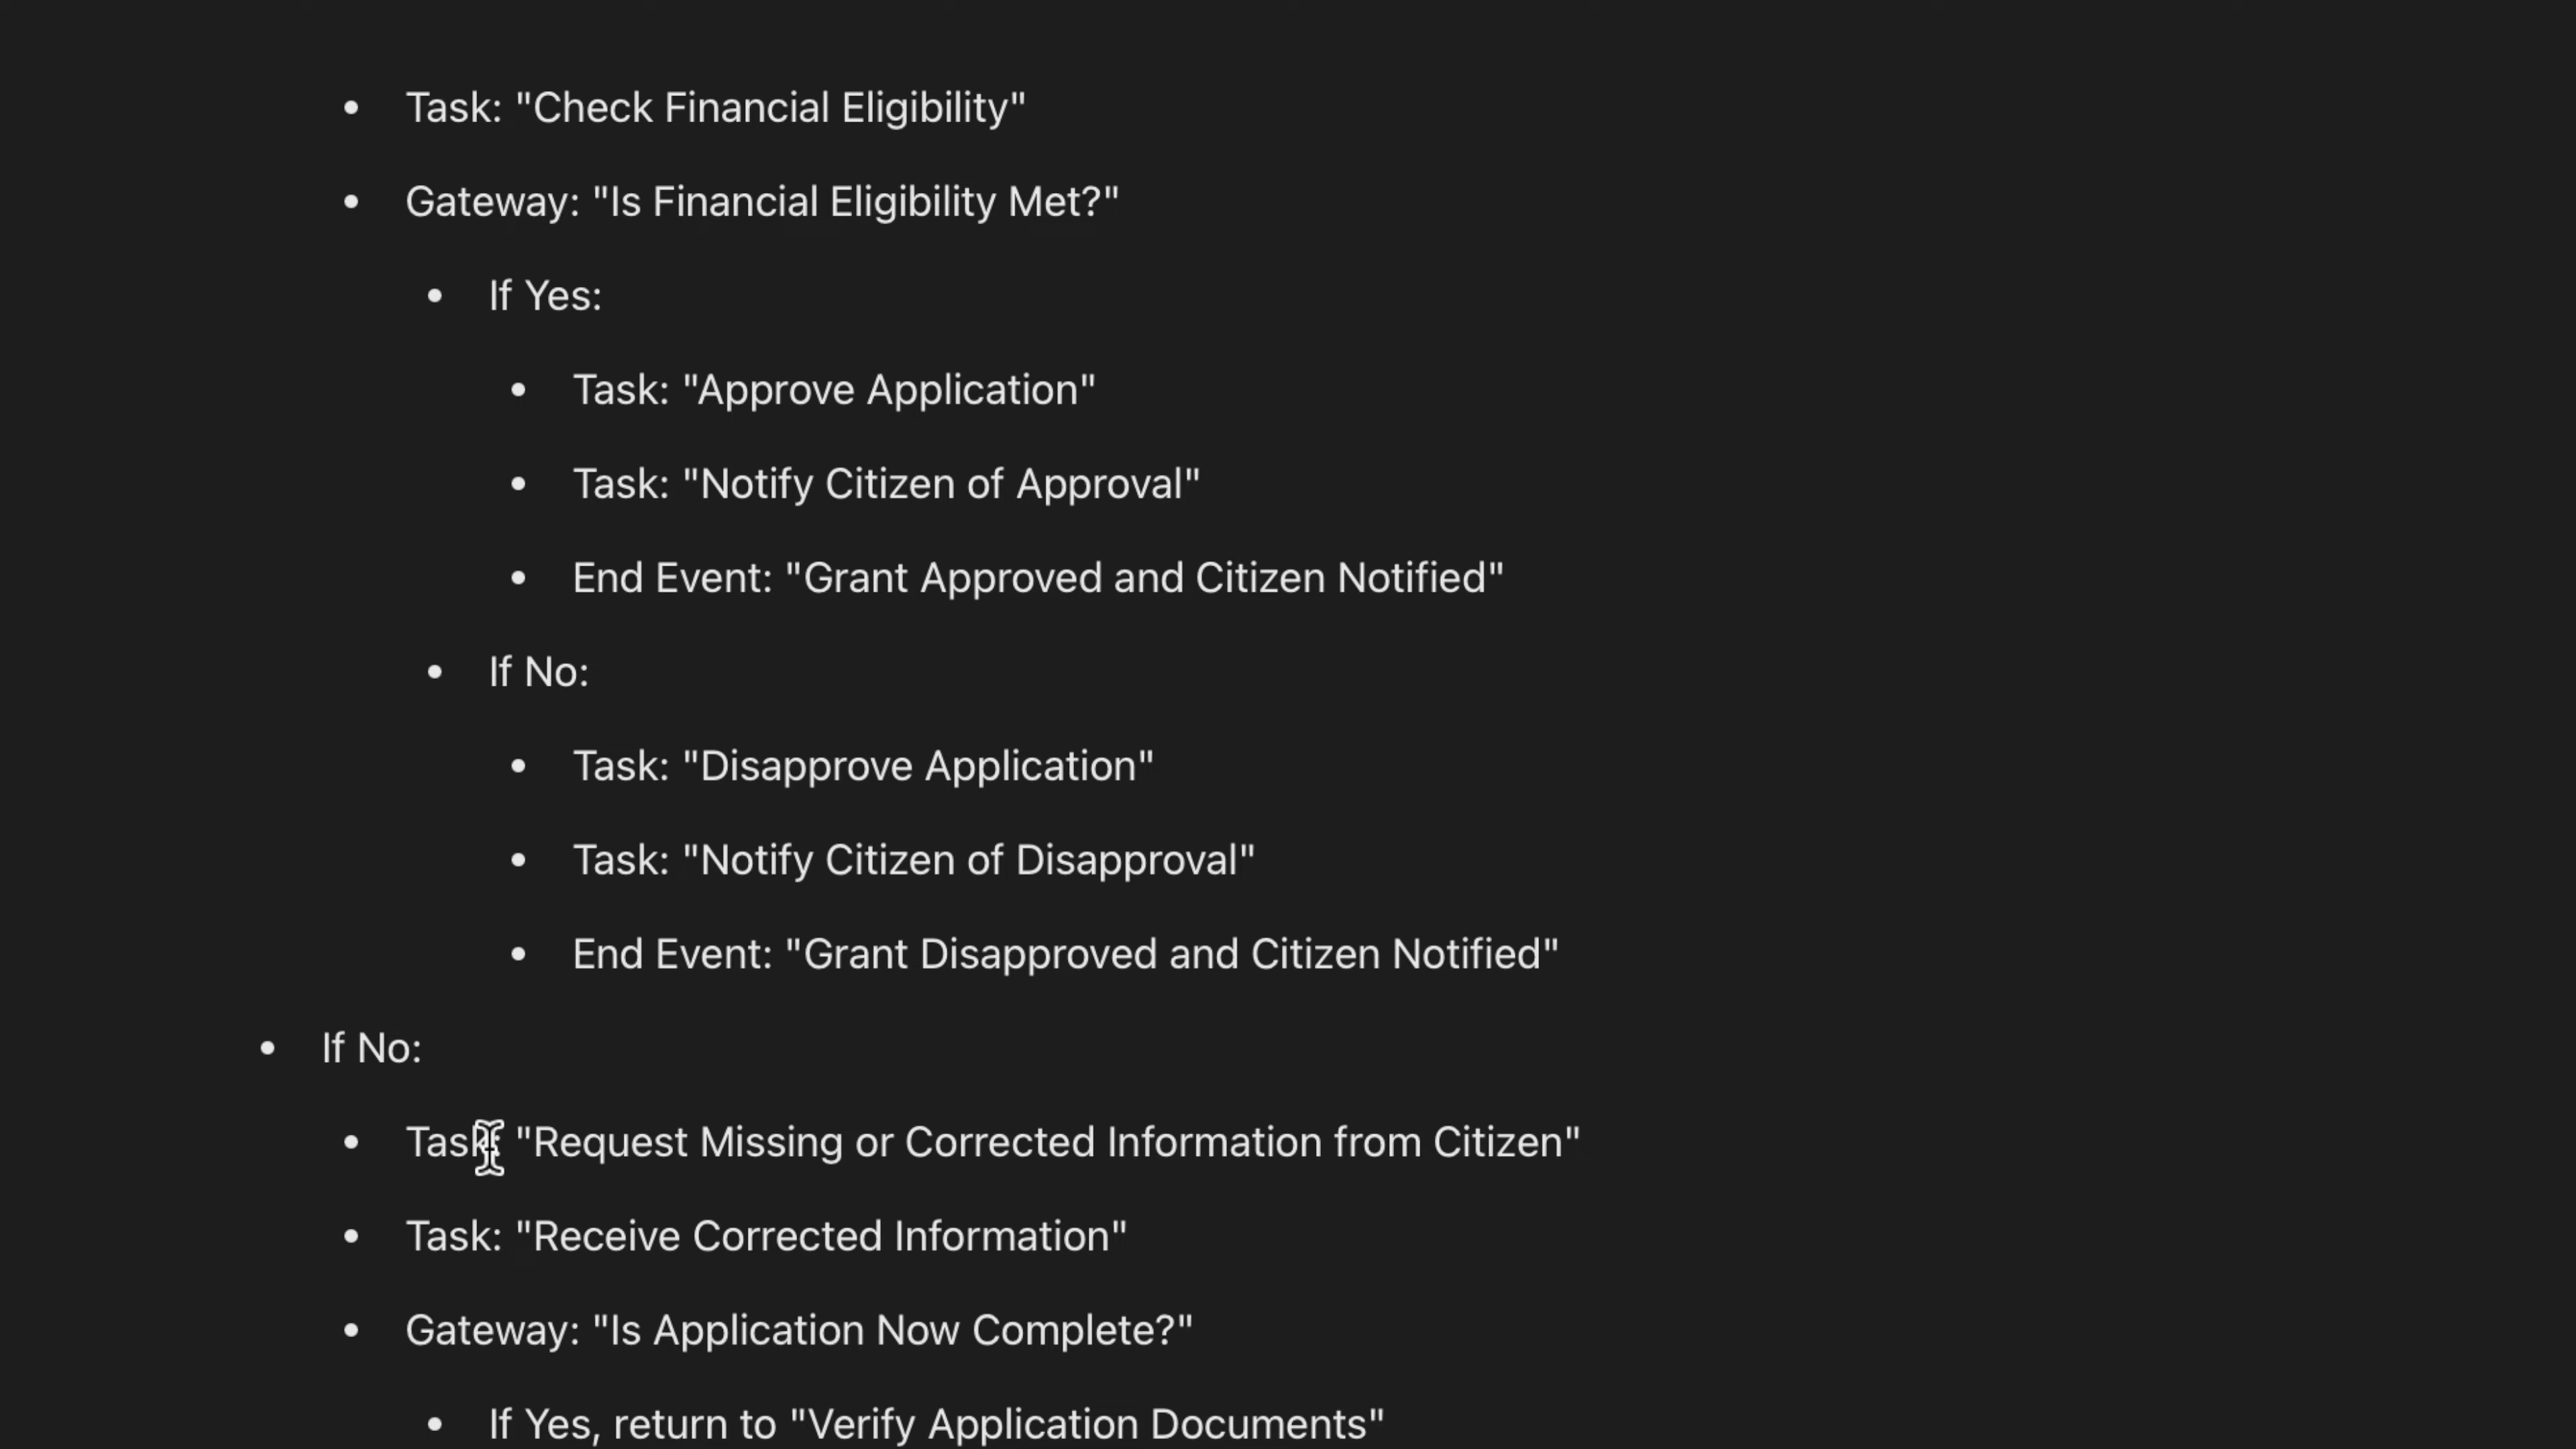 • Task: "Check Financial Eligibility"
• Gateway: "Is Financial Eligibility Met?"
• If Yes:
• Task: "Approve Application"
• Task: "Notify Citizen of Approval"
• End Event: "Grant Approved and Citizen Notified"
• If No:
• Task: "Disapprove Application"
• Task: "Notify Citizen of Disapproval"
• End Event: "Grant Disapproved and Citizen Notified"
• If No:
• Task: "Request Missing or Corrected Information from Citizen"
• Task: "Receive Corrected Information"
• Gateway: "Is Application Now Complete?"
• If Yes, return to "Verify Application Documents"